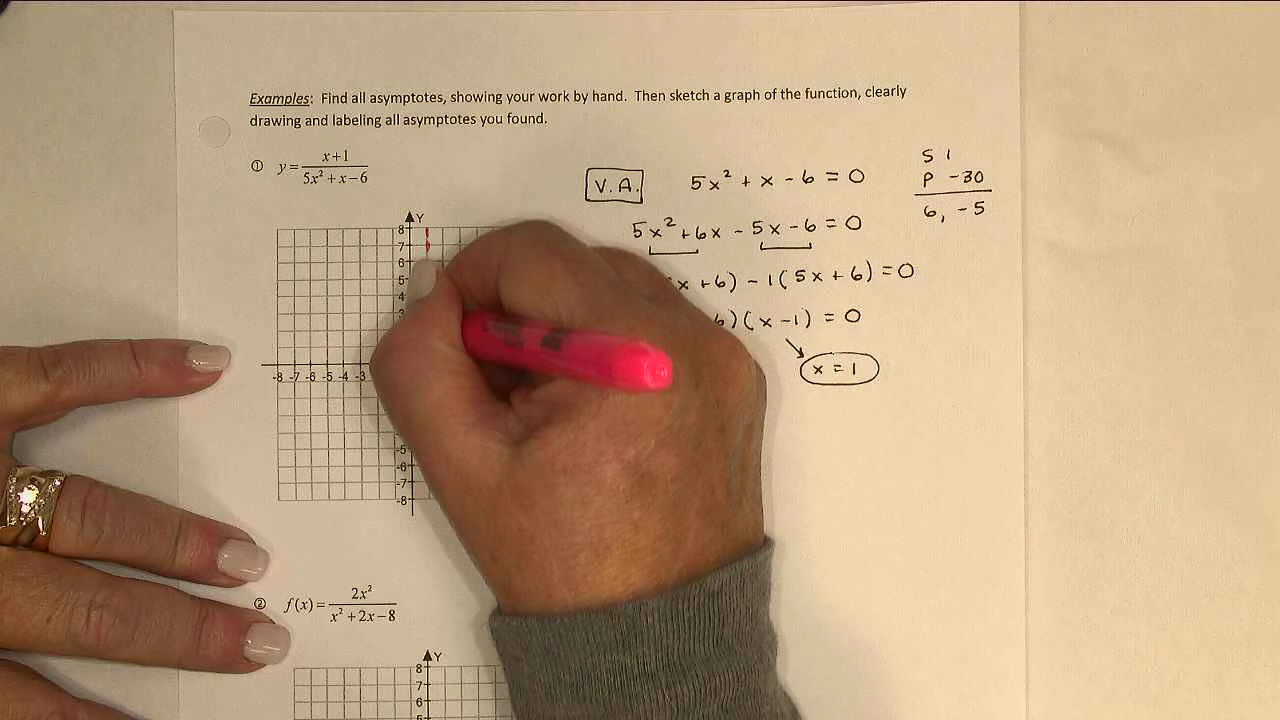 Examples: Find all asymptotes, showing your work by hand. Then sketch a graph of the function, clearly
drawing and labeling all asymptotes you found.
① y = (x+1)/(5x²+x−6)
V.A. 5x² + x − 6 = 0
S 1
P −30
6, −5
5x² + 6x − 5x − 6 = 0
x + 6) − 1(5x + 6) = 0
6)(x − 1) = 0
x = 1
Y
8
7
6
5
4
3
-8 -7 -6 -5 -4 -3
-5
-6
-7
-8
② f(x) = 2x²/(x²+2x−8)
Y
8
7
6
5